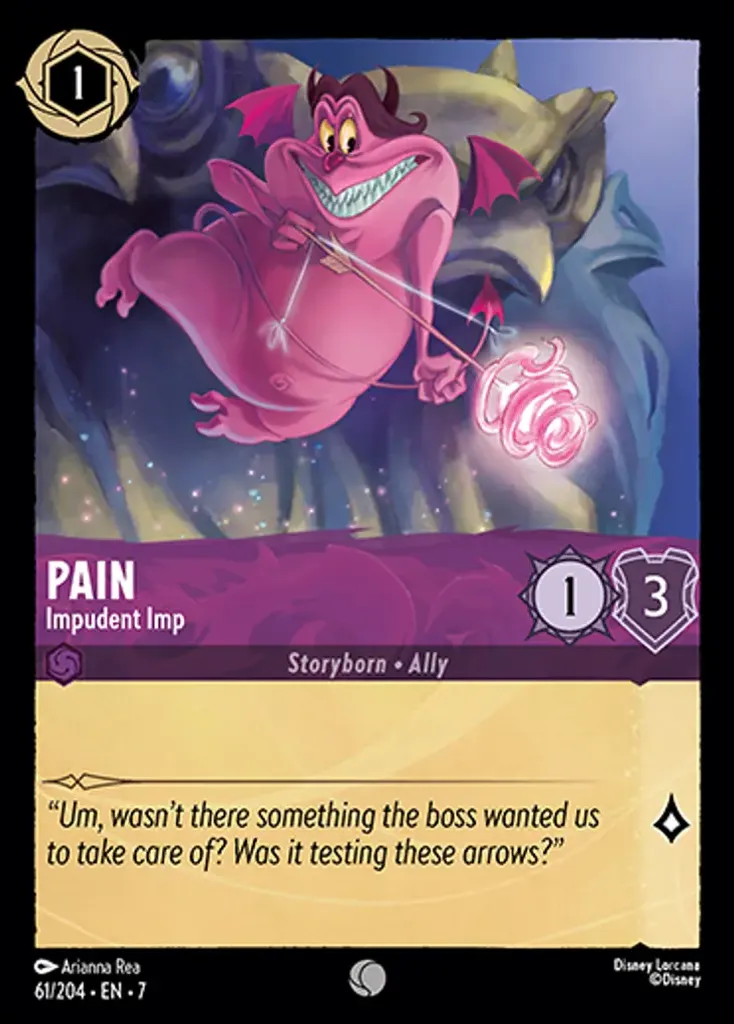 1
PAIN
Impudent Imp
1
3
Storyborn • Ally
“Um, wasn’t there something the boss wanted us
to take care of? Was it testing these arrows?”
Arianna Rea
61/204 • EN • 7
Disney Lorcana
©Disney